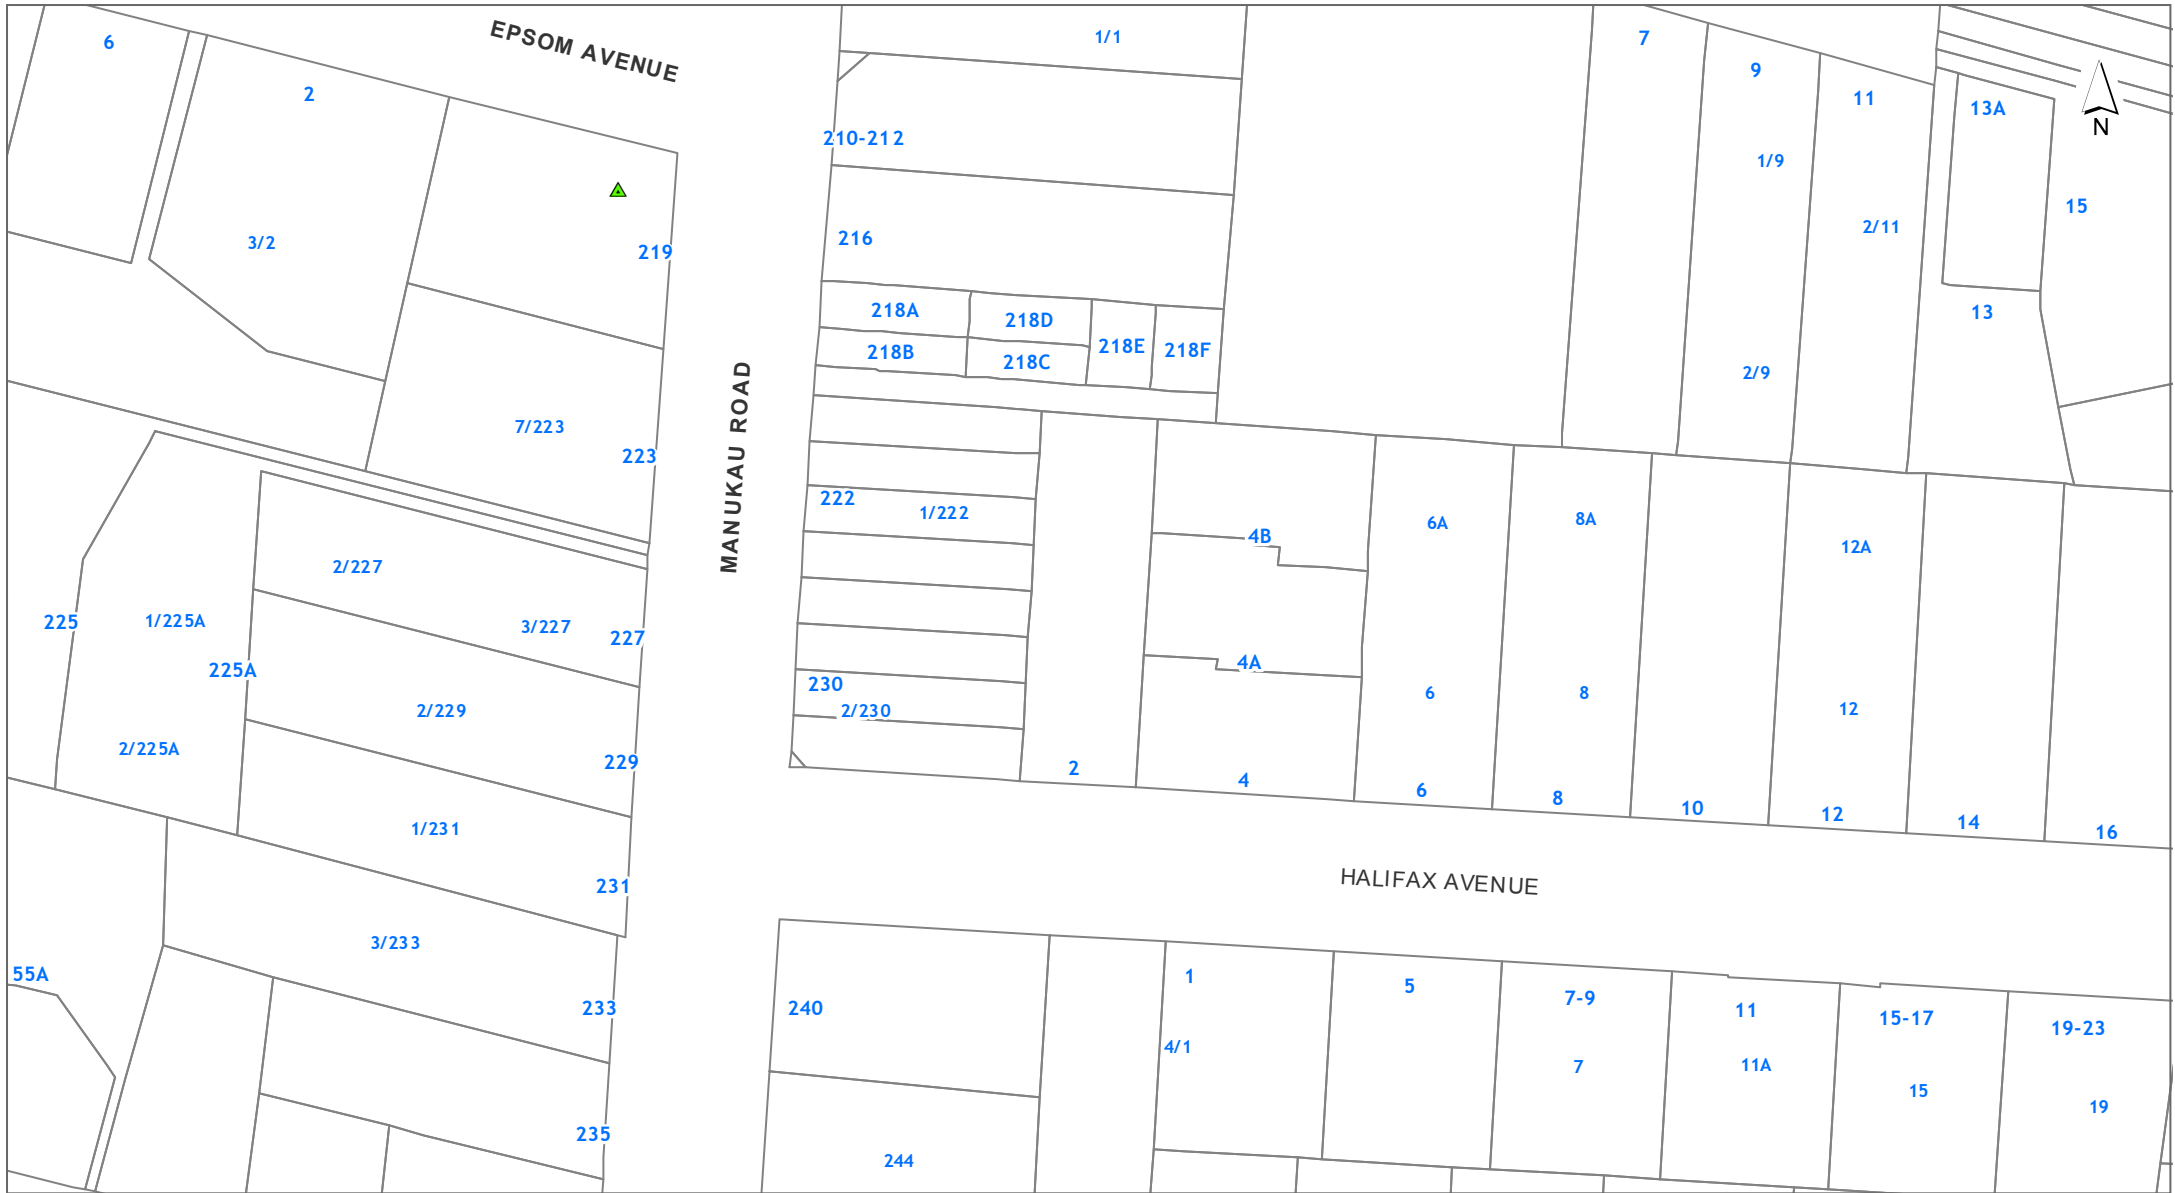 EPSOM AVENUE
6
2
3/2
219
7/223
223
MANUKAU ROAD
1/1
210-212
216
218A
218D
218B
218C
218E
218F
7
9
1/9
2/9
11
2/11
13A
13
15
N
222
1/222
4B
4A
230
2/230
2
4
6A
6
6
8A
8
8
10
12A
12
12
14
16
2/227
3/227
227
225
1/225A
225A
2/225A
2/229
229
1/231
231
3/233
233
55A
235
HALIFAX AVENUE
240
244
1
4/1
5
7-9
7
11
11A
15-17
15
19-23
19